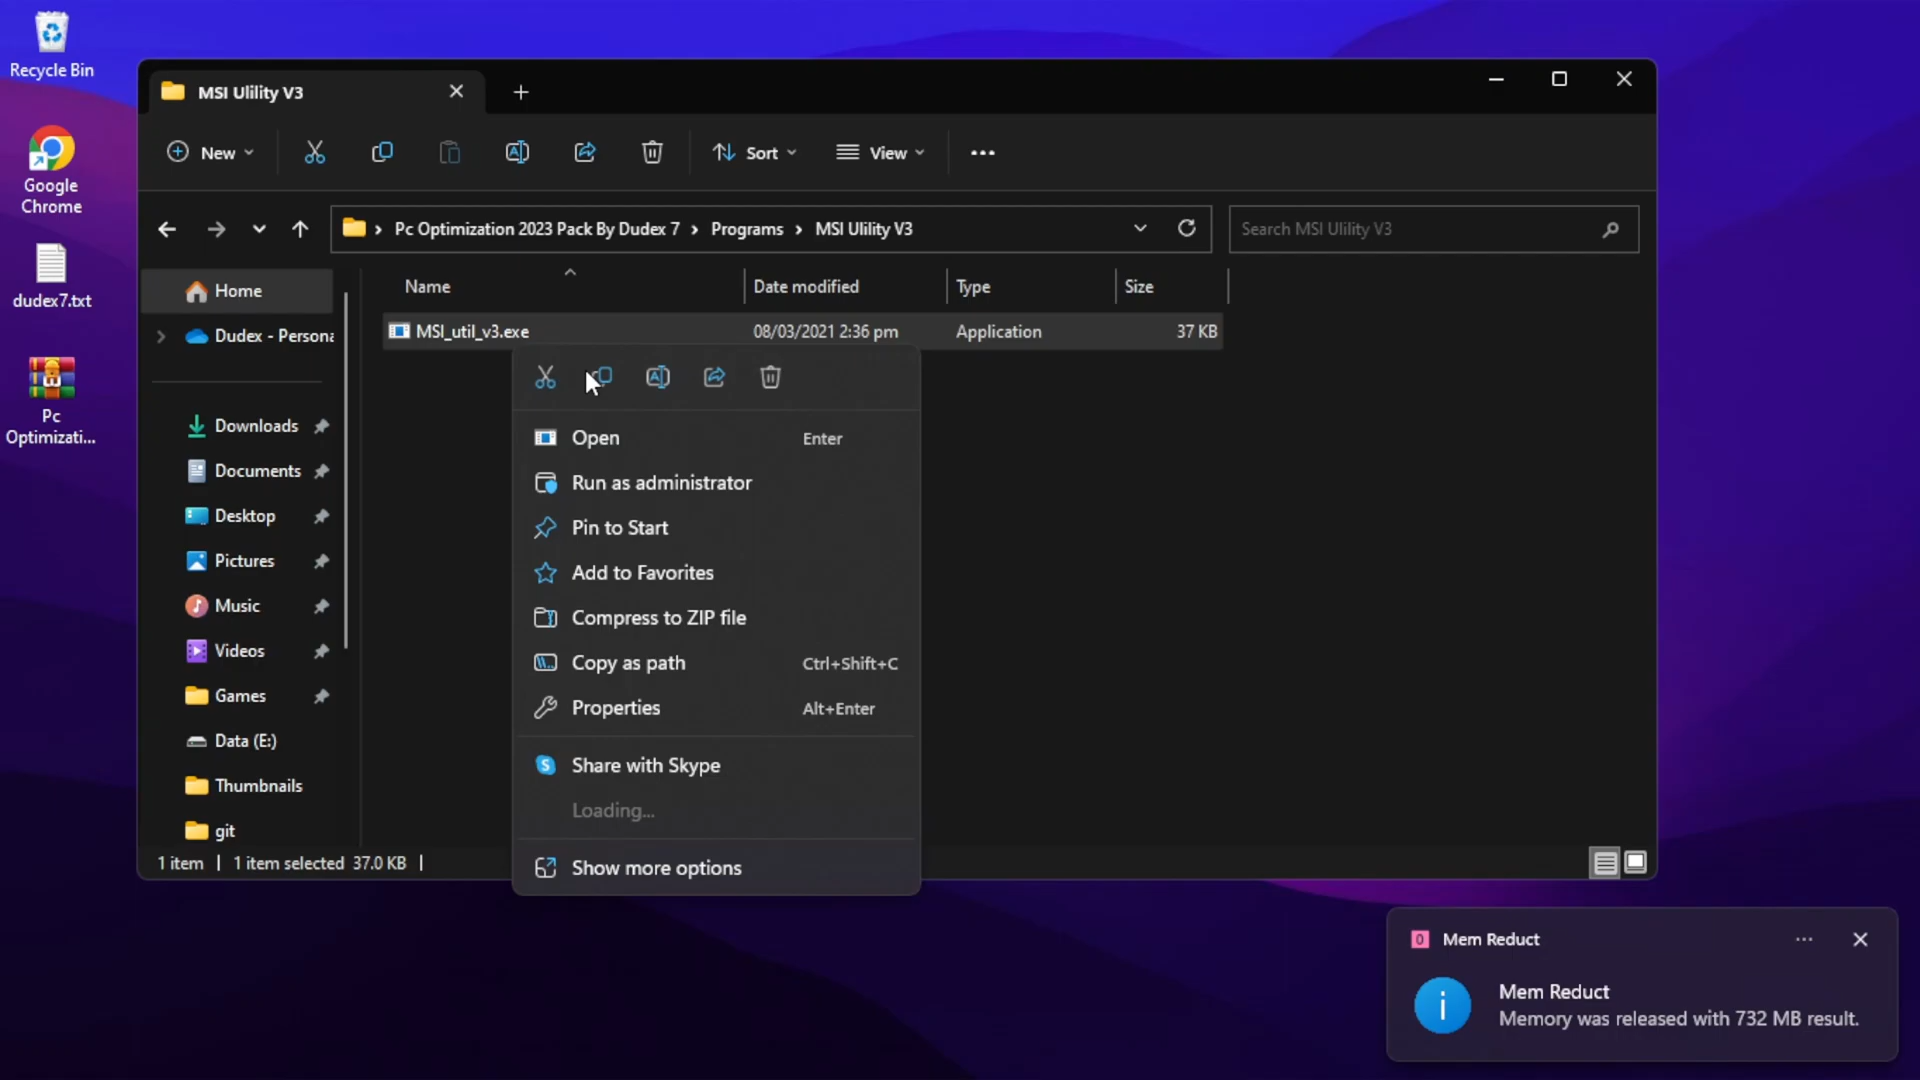 Recycle Bin
Google
Chrome
dudex7.txt
Pc
Optimizati...
MSI Ulility V3
New
Sort
View
Pc Optimization 2023 Pack By Dudex 7 › Programs › MSI Ulility V3
Search MSI Ulility V3
Home
Dudex - Persona
Downloads
Documents
Desktop
Pictures
Music
Videos
Games
Data (E:)
Thumbnails
git
Name Date modified Type Size
MSI_util_v3.exe 08/03/2021 2:36 pm Application 37 KB
Open Enter
Run as administrator
Pin to Start
Add to Favorites
Compress to ZIP file
Copy as path Ctrl+Shift+C
Properties Alt+Enter
Share with Skype
Loading...
Show more options
1 item | 1 item selected 37.0 KB |
0 Mem Reduct
Mem Reduct
Memory was released with 732 MB result.